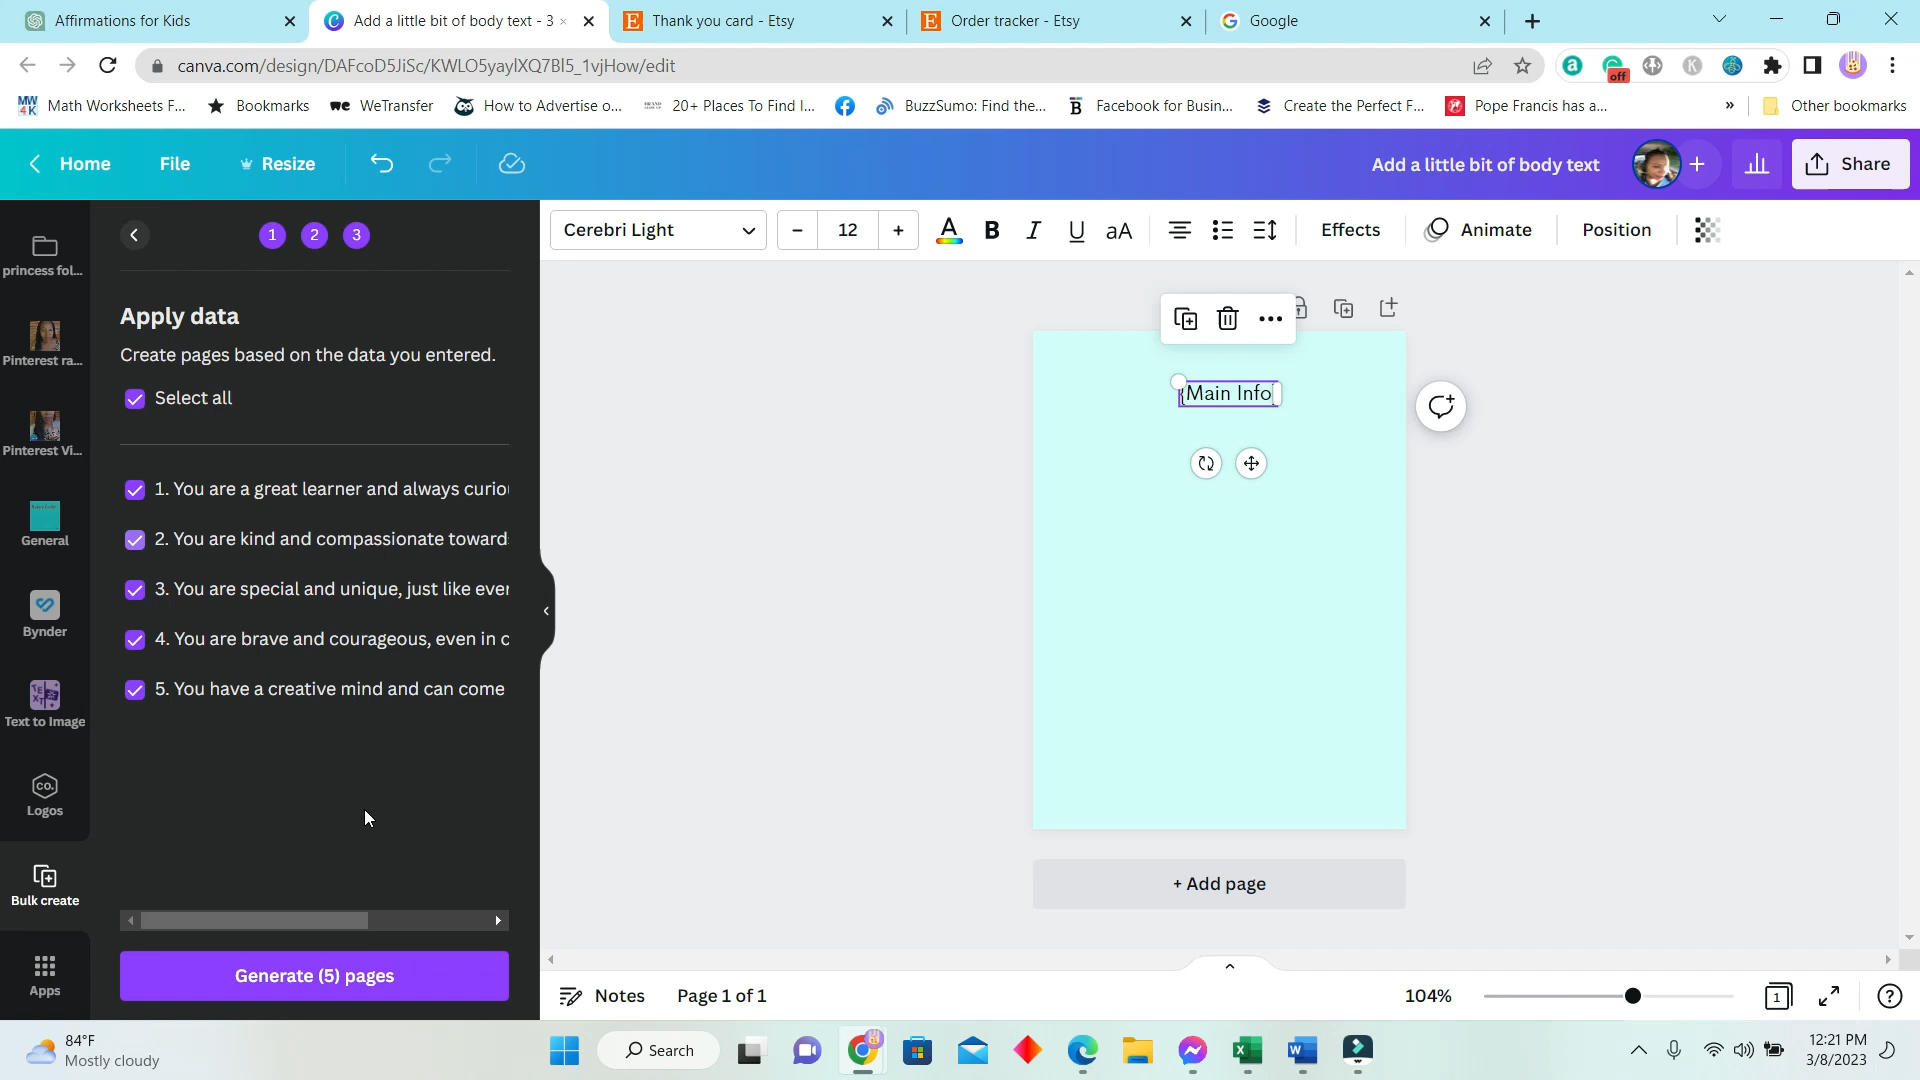 Affirmations for Kids
Add a little bit of body text - 3
Thank you card - Etsy
Order tracker - Etsy
Google
canva.com/design/DAFcoD5JiSc/KWLO5yaylXQ7Bl5_1vjHow/edit
off
Math Worksheets F...
Bookmarks
WeTransfer
How to Advertise o...
20+ Places To Find I...
BuzzSumo: Find the...
Facebook for Busin...
Create the Perfect F...
Pope Francis has a...
»
Other bookmarks
Home
File
Resize
Add a little bit of body text
Share
princess fol...
Pinterest ra...
Pinterest Vi...
General
Bynder
Text to Image
CO.
Logos
Bulk create
Apps
1 2 3
Apply data
Create pages based on the data you entered.
Select all
1. You are a great learner and always curio
2. You are kind and compassionate toward
3. You are special and unique, just like ever
4. You are brave and courageous, even in c
5. You have a creative mind and can come
Generate (5) pages
Cerebri Light
- 12 +
A B I U aA
Effects
Animate
Position
{Main Info
+ Add page
Notes
Page 1 of 1
104%
1
84°F
Mostly cloudy
Search
12:21 PM
3/8/2023